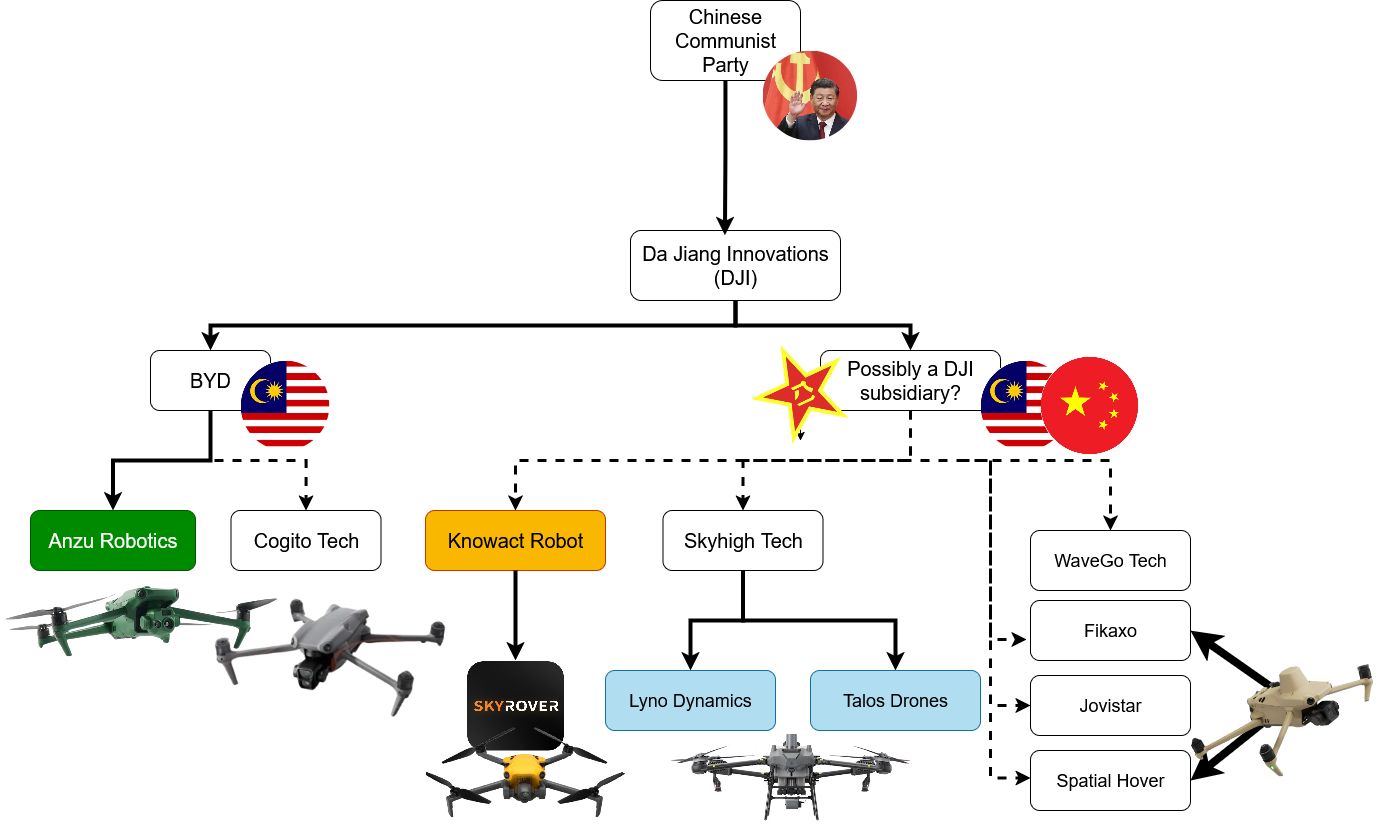 Chinese
Communist
Party
Da Jiang Innovations
(DJI)
BYD
Possibly a DJI
subsidiary?
Anzu Robotics
Cogito Tech
Knowact Robot
Skyhigh Tech
WaveGo Tech
Fikaxo
Lyno Dynamics
Talos Drones
SKYROVER
Jovistar
Spatial Hover